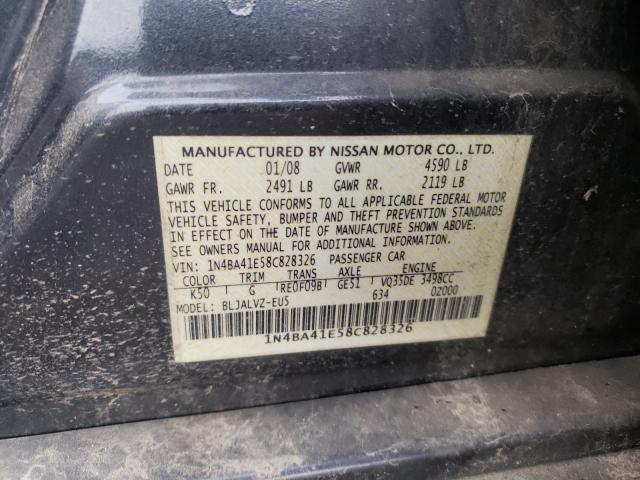 MANUFACTURED BY NISSAN MOTOR CO., LTD.
DATE 01/08 GVWR 4590 LB
GAWR FR. 2491 LB GAWR RR. 2119 LB
THIS VEHICLE CONFORMS TO ALL APPLICABLE FEDERAL MOTOR
VEHICLE SAFETY, BUMPER AND THEFT PREVENTION STANDARDS
IN EFFECT ON THE DATE OF MANUFACTURE SHOWN ABOVE.
SEE OWNERS MANUAL FOR ADDITIONAL INFORMATION.
VIN: 1N4BA41E58C828326 PASSENGER CAR
COLOR TRIM TRANS AXLE ENGINE
K50 G RE0F09B GE51 VQ35DE 3498CC
MODEL: BLJALVZ-EU5 634 02000
1N4BA41E58C828326